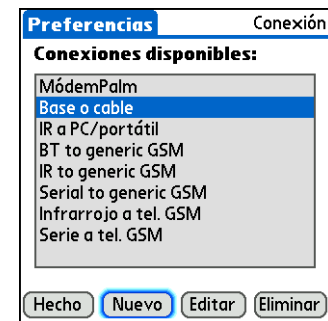 Preferencias Conexión
Conexiones disponibles:
MódemPalm
Base o cable
IR a PC/portátil
BT to generic GSM
IR to generic GSM
Serial to generic GSM
Infrarrojo a tel. GSM
Serie a tel. GSM
Hecho Nuevo Editar Eliminar